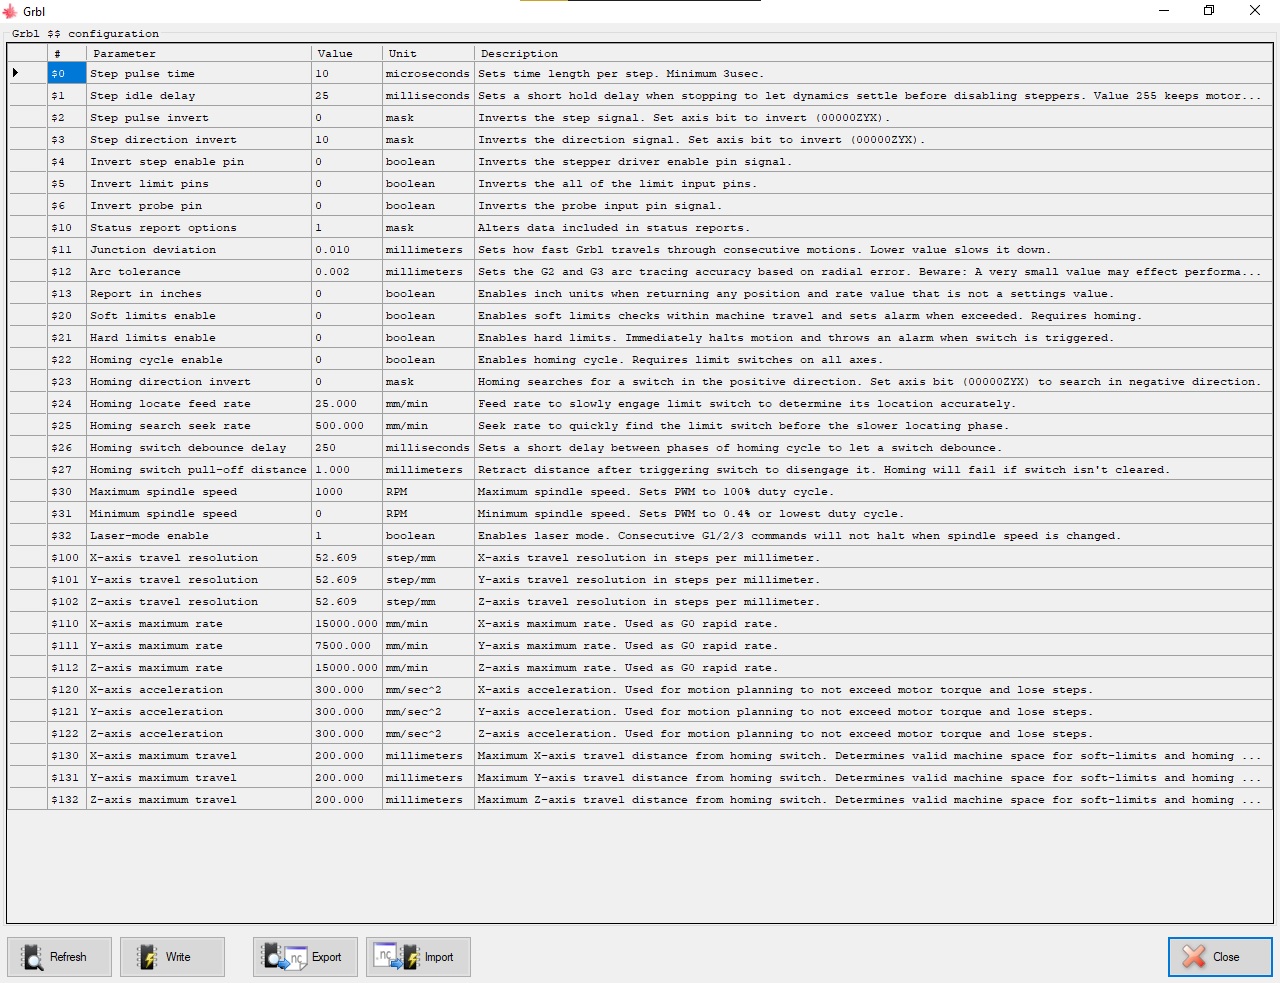 Grbl
Grbl $$ configuration
# Parameter Value Unit Description
$0 Step pulse time 10 microseconds Sets time length per step. Minimum 3usec.
$1 Step idle delay 25 milliseconds Sets a short hold delay when stopping to let dynamics settle before disabling steppers. Value 255 keeps motor...
$2 Step pulse invert 0 mask Inverts the step signal. Set axis bit to invert (00000ZYX).
$3 Step direction invert 10 mask Inverts the direction signal. Set axis bit to invert (00000ZYX).
$4 Invert step enable pin 0 boolean Inverts the stepper driver enable pin signal.
$5 Invert limit pins 0 boolean Inverts the all of the limit input pins.
$6 Invert probe pin 0 boolean Inverts the probe input pin signal.
$10 Status report options 1 mask Alters data included in status reports.
$11 Junction deviation 0.010 millimeters Sets how fast Grbl travels through consecutive motions. Lower value slows it down.
$12 Arc tolerance 0.002 millimeters Sets the G2 and G3 arc tracing accuracy based on radial error. Beware: A very small value may effect performa...
$13 Report in inches 0 boolean Enables inch units when returning any position and rate value that is not a settings value.
$20 Soft limits enable 0 boolean Enables soft limits checks within machine travel and sets alarm when exceeded. Requires homing.
$21 Hard limits enable 0 boolean Enables hard limits. Immediately halts motion and throws an alarm when switch is triggered.
$22 Homing cycle enable 0 boolean Enables homing cycle. Requires limit switches on all axes.
$23 Homing direction invert 0 mask Homing searches for a switch in the positive direction. Set axis bit (00000ZYX) to search in negative direction.
$24 Homing locate feed rate 25.000 mm/min Feed rate to slowly engage limit switch to determine its location accurately.
$25 Homing search seek rate 500.000 mm/min Seek rate to quickly find the limit switch before the slower locating phase.
$26 Homing switch debounce delay 250 milliseconds Sets a short delay between phases of homing cycle to let a switch debounce.
$27 Homing switch pull-off distance 1.000 millimeters Retract distance after triggering switch to disengage it. Homing will fail if switch isn't cleared.
$30 Maximum spindle speed 1000 RPM Maximum spindle speed. Sets PWM to 100% duty cycle.
$31 Minimum spindle speed 0 RPM Minimum spindle speed. Sets PWM to 0.4% or lowest duty cycle.
$32 Laser-mode enable 1 boolean Enables laser mode. Consecutive G1/2/3 commands will not halt when spindle speed is changed.
$100 X-axis travel resolution 52.609 step/mm X-axis travel resolution in steps per millimeter.
$101 Y-axis travel resolution 52.609 step/mm Y-axis travel resolution in steps per millimeter.
$102 Z-axis travel resolution 52.609 step/mm Z-axis travel resolution in steps per millimeter.
$110 X-axis maximum rate 15000.000 mm/min X-axis maximum rate. Used as G0 rapid rate.
$111 Y-axis maximum rate 7500.000 mm/min Y-axis maximum rate. Used as G0 rapid rate.
$112 Z-axis maximum rate 15000.000 mm/min Z-axis maximum rate. Used as G0 rapid rate.
$120 X-axis acceleration 300.000 mm/sec^2 X-axis acceleration. Used for motion planning to not exceed motor torque and lose steps.
$121 Y-axis acceleration 300.000 mm/sec^2 Y-axis acceleration. Used for motion planning to not exceed motor torque and lose steps.
$122 Z-axis acceleration 300.000 mm/sec^2 Z-axis acceleration. Used for motion planning to not exceed motor torque and lose steps.
$130 X-axis maximum travel 200.000 millimeters Maximum X-axis travel distance from homing switch. Determines valid machine space for soft-limits and homing ...
$131 Y-axis maximum travel 200.000 millimeters Maximum Y-axis travel distance from homing switch. Determines valid machine space for soft-limits and homing ...
$132 Z-axis maximum travel 200.000 millimeters Maximum Z-axis travel distance from homing switch. Determines valid machine space for soft-limits and homing ...
Refresh Write .nc Export .nc Import Close